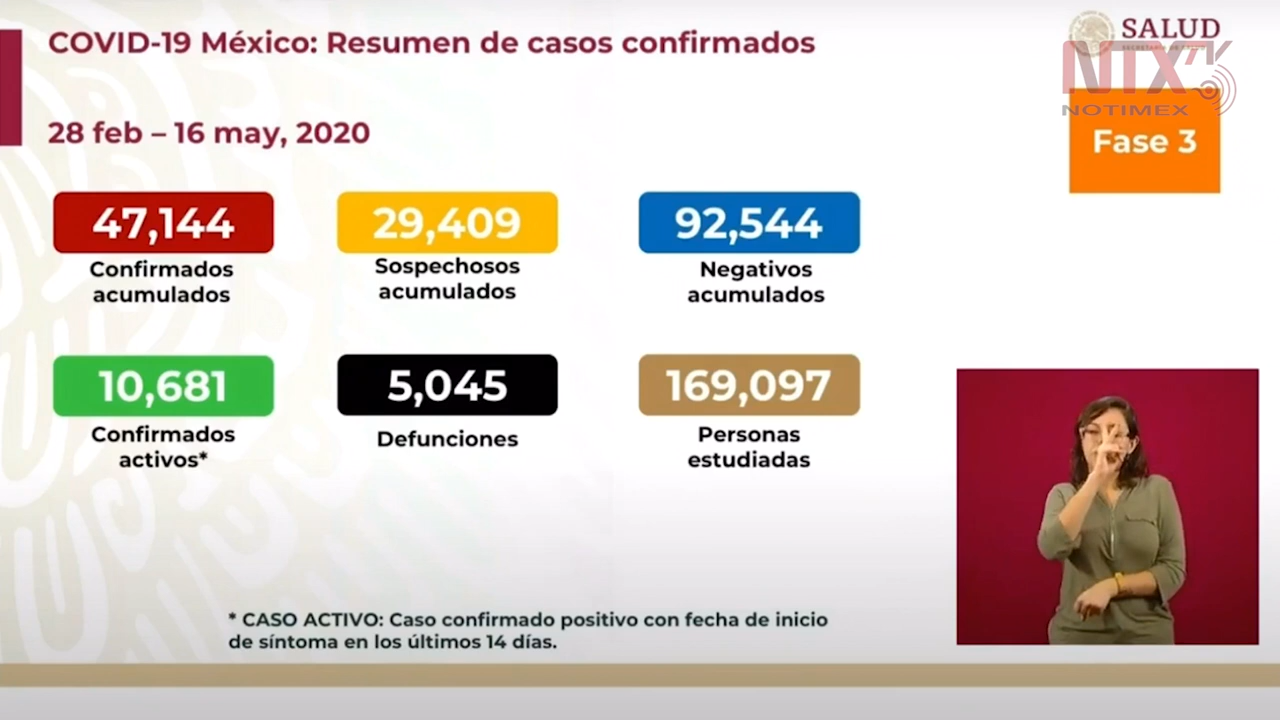 COVID-19 México: Resumen de casos confirmados
SALUD
NTX
NOTIMEX
28 feb – 16 may, 2020
Fase 3
47,144
Confirmados
acumulados
29,409
Sospechosos
acumulados
92,544
Negativos
acumulados
10,681
Confirmados
activos*
5,045
Defunciones
169,097
Personas
estudiadas
* CASO ACTIVO: Caso confirmado positivo con fecha de inicio
de síntoma en los últimos 14 días.